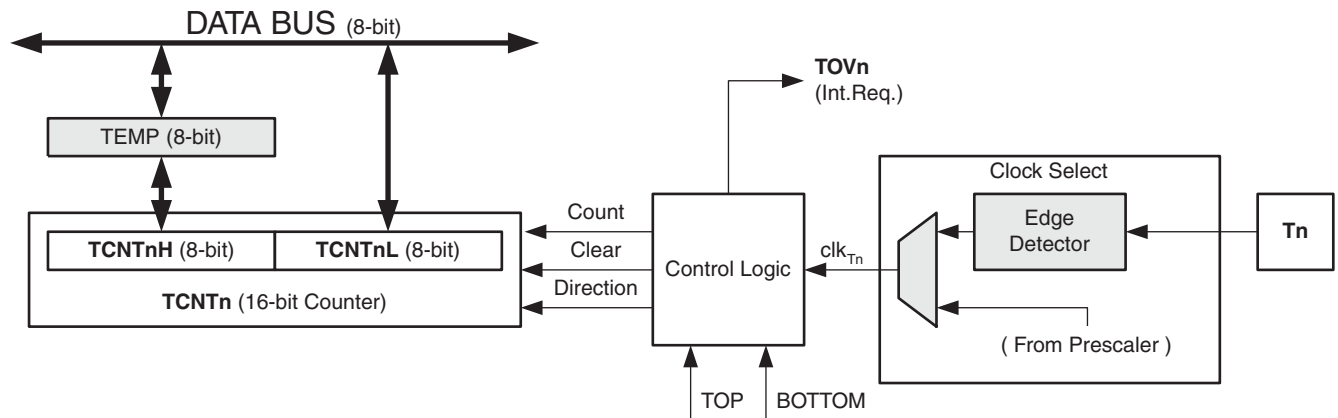 DATA BUS (8-bit)
TOVn
(Int.Req.)
TEMP (8-bit)
Clock Select
Count
Edge
Detector
Tn
TCNTnH (8-bit) TCNTnL (8-bit)
Clear
Control Logic
clkTn
TCNTn (16-bit Counter)
Direction
( From Prescaler )
TOP
BOTTOM